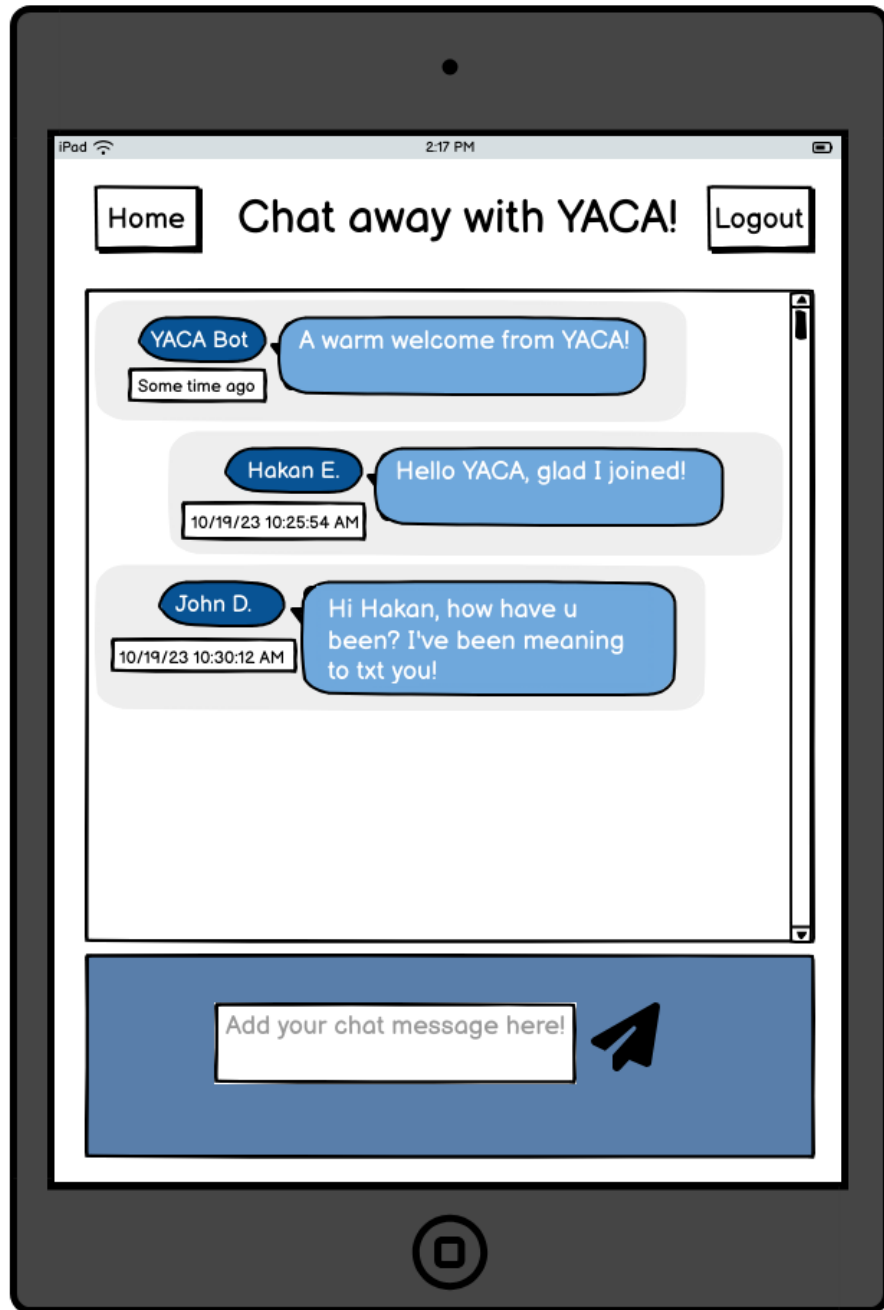 iPad 2:17 PM
Home Chat away with YACA! Logout
YACA Bot A warm welcome from YACA!
Some time ago
Hakan E. Hello YACA, glad I joined!
10/19/23 10:25:54 AM
John D. Hi Hakan, how have u
been? I've been meaning
10/19/23 10:30:12 AM
to txt you!
Add your chat message here!